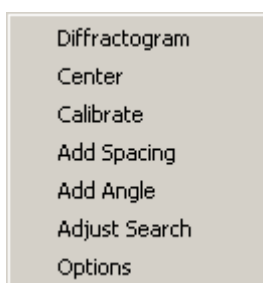 Diffractogram
Center
Calibrate
Add Spacing
Add Angle
Adjust Search
Options